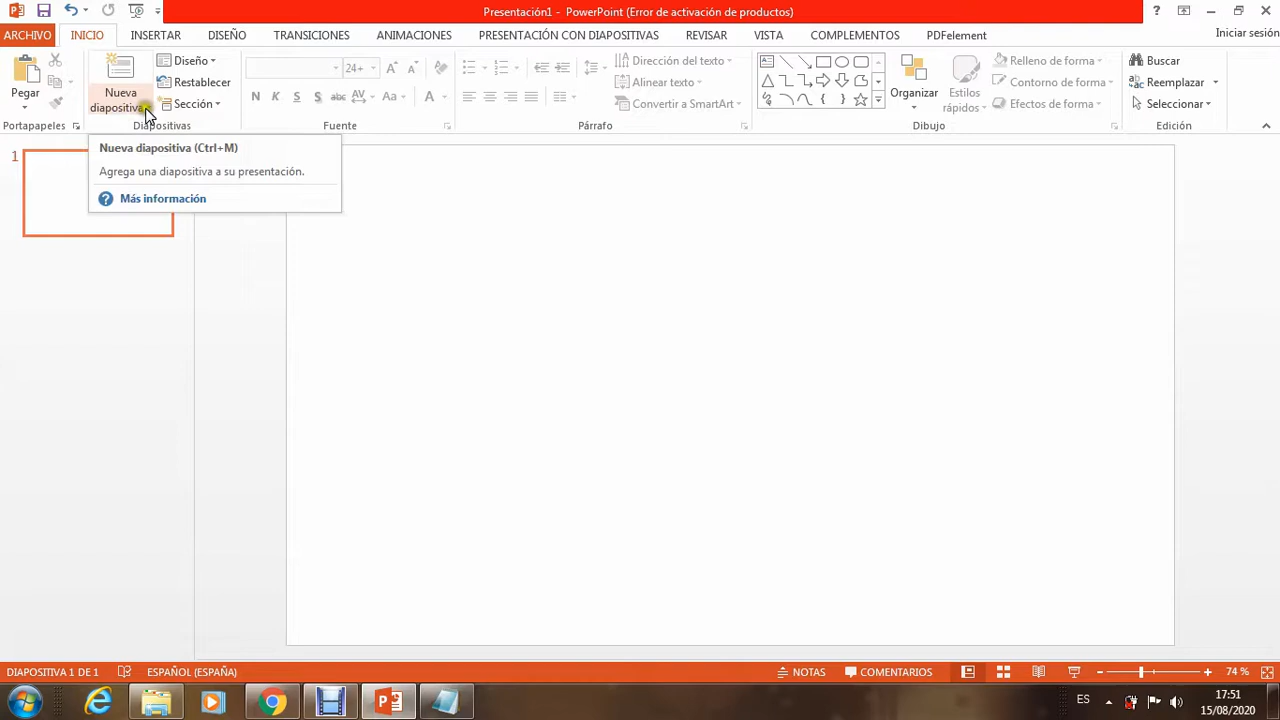 Presentación1 - PowerPoint (Error de activación de productos)
ARCHIVO INICIO INSERTAR DISEÑO TRANSICIONES ANIMACIONES PRESENTACIÓN CON DIAPOSITIVAS REVISAR VISTA COMPLEMENTOS PDFelement Iniciar sesión
Pegar
Portapapeles
Nueva
diapositiva
Diseño
Restablecer
Sección
Diapositivas
24+
N K S S abc AV Aa A
Fuente
Dirección del texto
Alinear texto
Convertir a SmartArt
Párrafo
Organizar
Estilos
rápidos
Relleno de forma
Contorno de forma
Efectos de forma
Dibujo
Buscar
Reemplazar
Seleccionar
Edición
Nueva diapositiva (Ctrl+M)
Agrega una diapositiva a su presentación.
Más información
1
DIAPOSITIVA 1 DE 1 ESPAÑOL (ESPAÑA) NOTAS COMENTARIOS 74 %
ES
17:51
15/08/2020